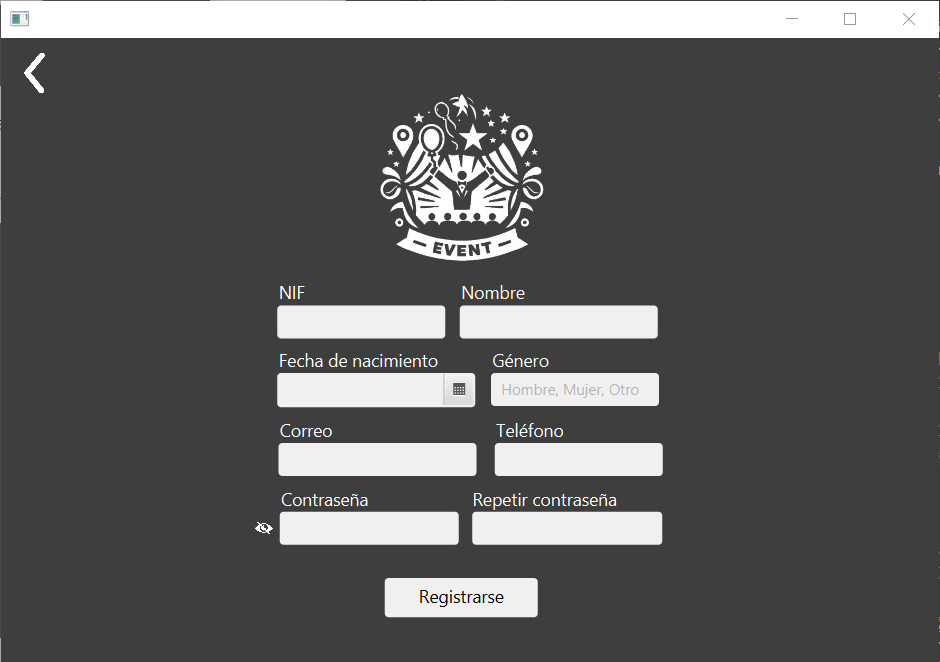 EVENT
NIF
Nombre
Fecha de nacimiento
Género
Hombre, Mujer, Otro
Correo
Teléfono
Contraseña
Repetir contraseña
Registrarse